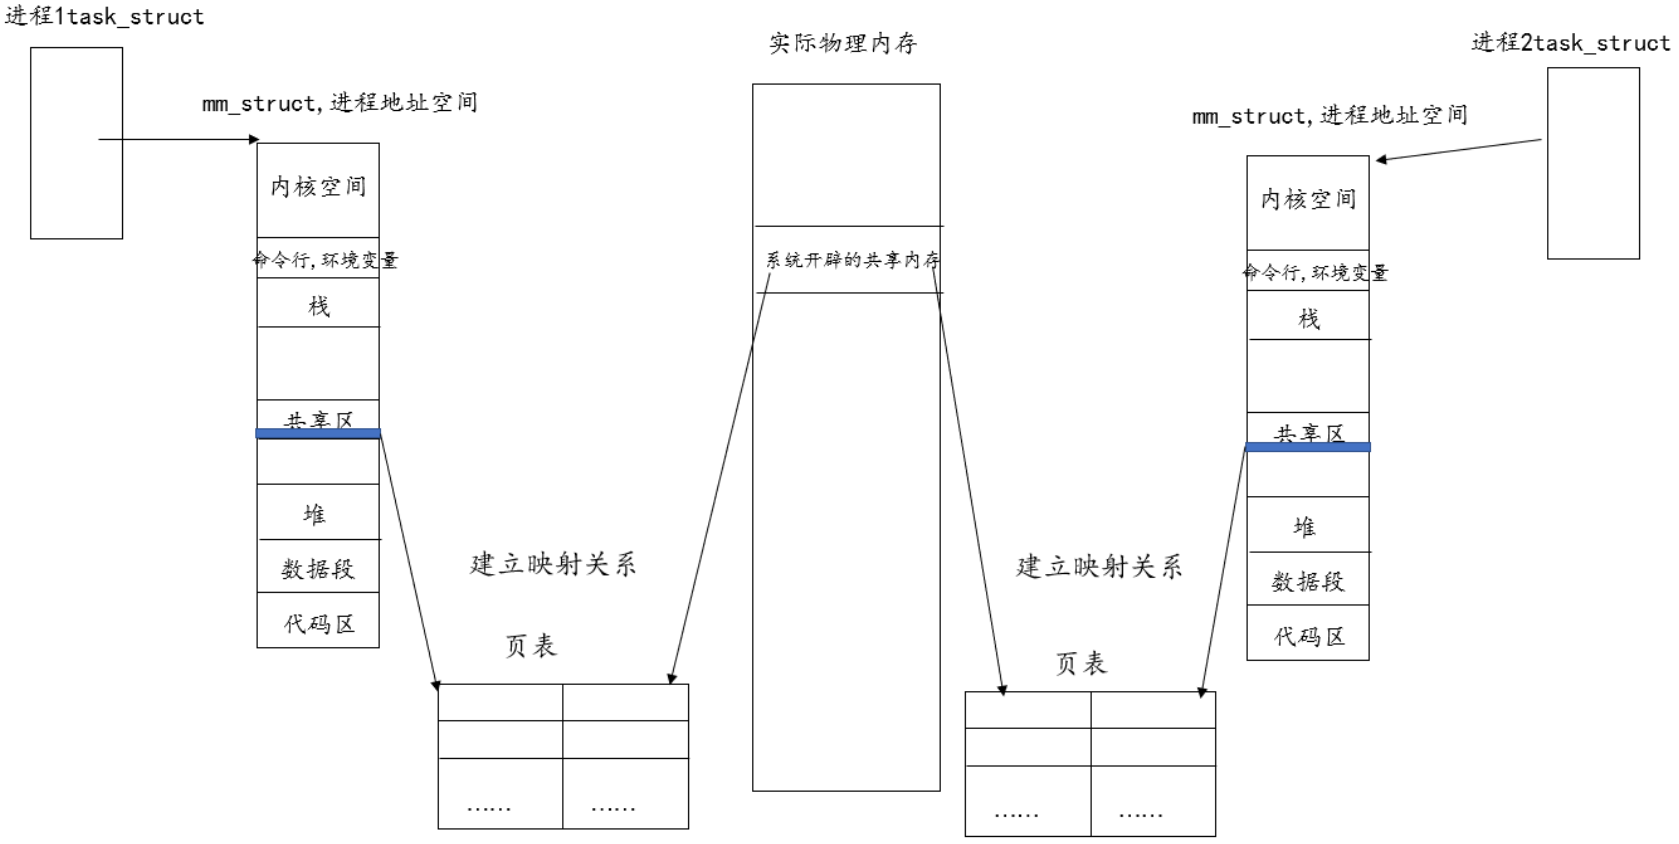 进程1task_struct
mm_struct,进程地址空间
内核空间
命令行,环境变量
栈
共享区
堆
数据段
代码区
建立映射关系
页表
……  ……
实际物理内存
系统开辟的共享内存
进程2task_struct
mm_struct,进程地址空间
内核空间
命令行,环境变量
栈
共享区
堆
数据段
代码区
建立映射关系
页表
……  ……